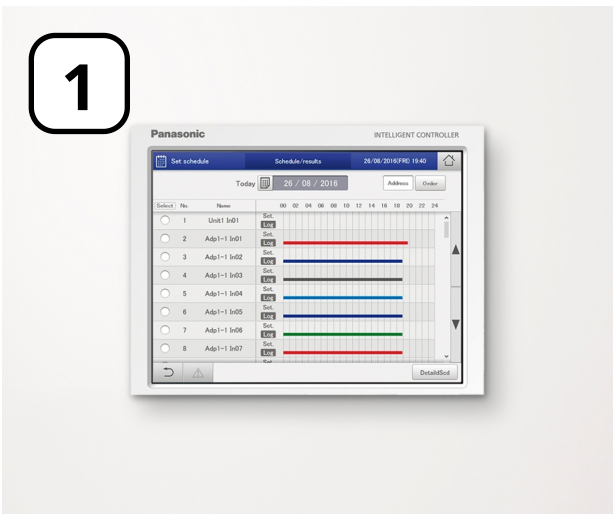 1
Panasonic INTELLIGENT CONTROLLER
Set schedule Schedule/results 26/08/2016(FRI) 19:40
Today 26 / 08 / 2016 Address Order
Select No Name 00 02 04 06 08 10 12 14 16 18 20 22 24
1 Unit1 In01 Set. Log
2 Adp1-1 In01 Set. Log
3 Adp1-1 In02 Set. Log
4 Adp1-1 In03 Set. Log
5 Adp1-1 In04 Set. Log
6 Adp1-1 In05 Set. Log
7 Adp1-1 In06 Set. Log
8 Adp1-1 In07 Set. Log
DetaildScd